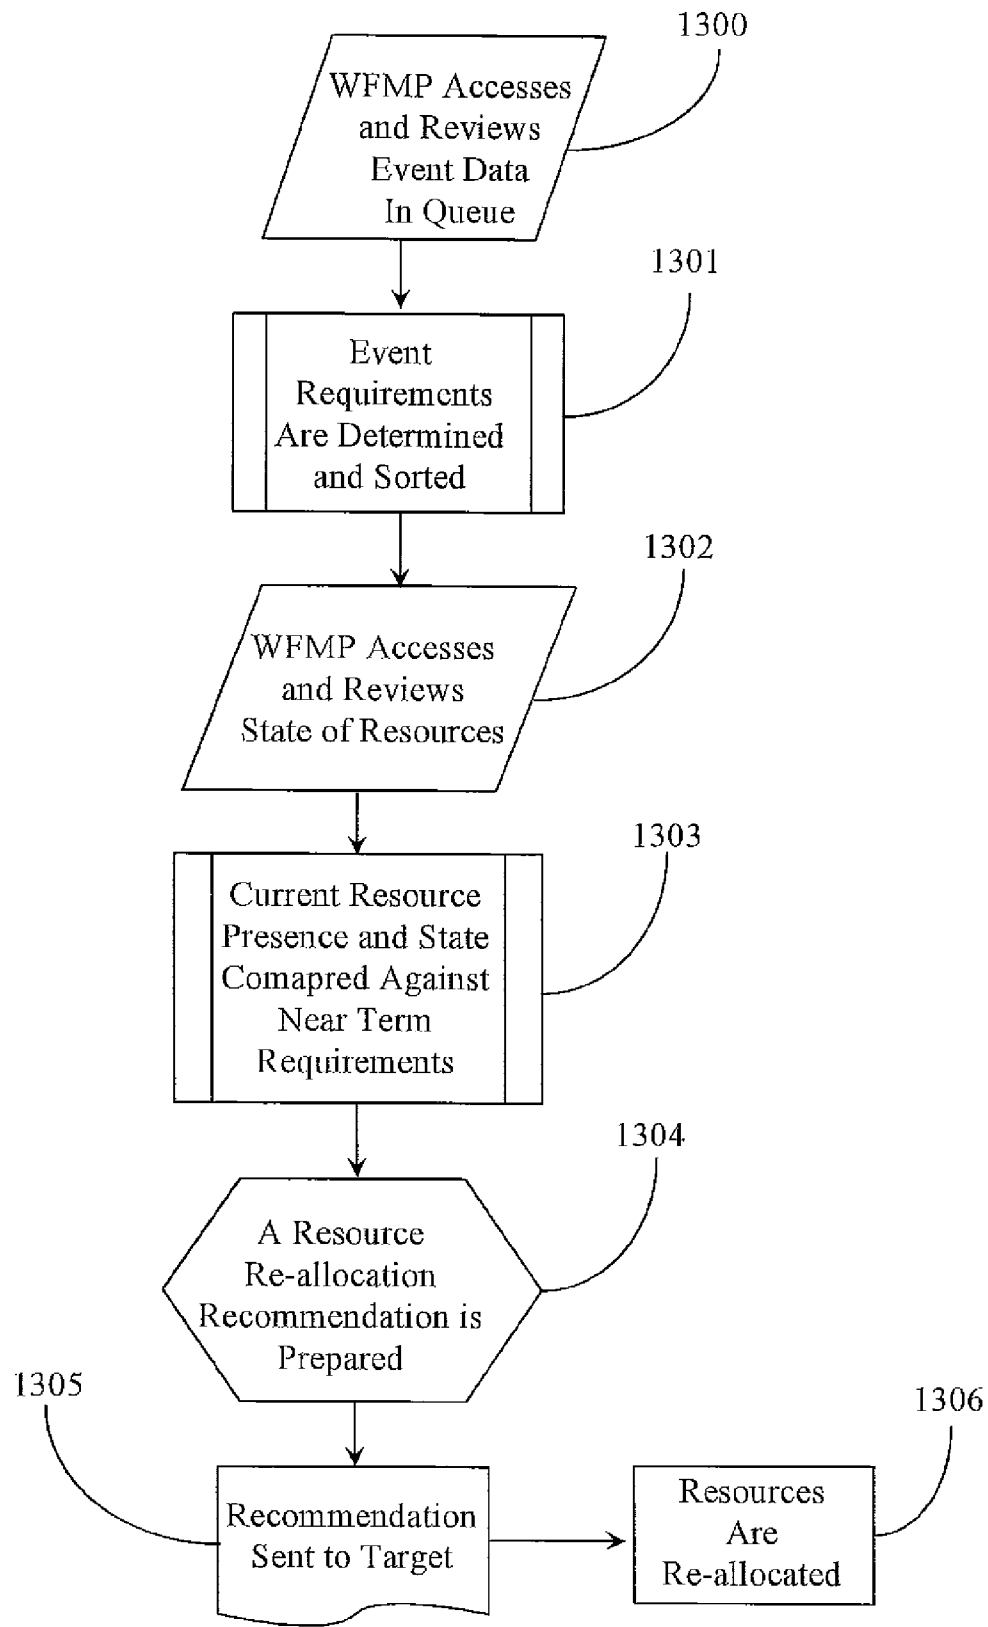 1300
WFMP Accesses
and Reviews
Event Data
In Queue
1301
Event
Requirements
Are Determined
and Sorted
1302
WFMP Accesses
and Reviews
State of Resources
1303
Current Resource
Presence and State
Comapred Against
Near Term
Requirements
1304
A Resource
Re-allocation
Recommendation is
Prepared
1305
Recommendation
Sent to Target
1306
Resources
Are
Re-allocated